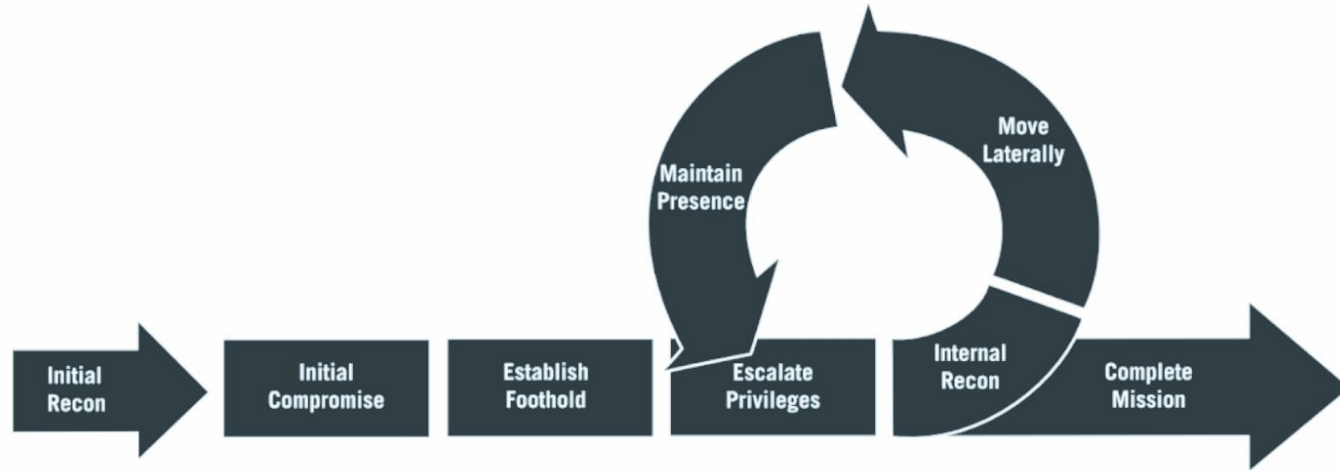 Initial
Recon
Initial
Compromise
Establish
Foothold
Escalate
Privileges
Internal
Recon
Move
Laterally
Maintain
Presence
Complete
Mission